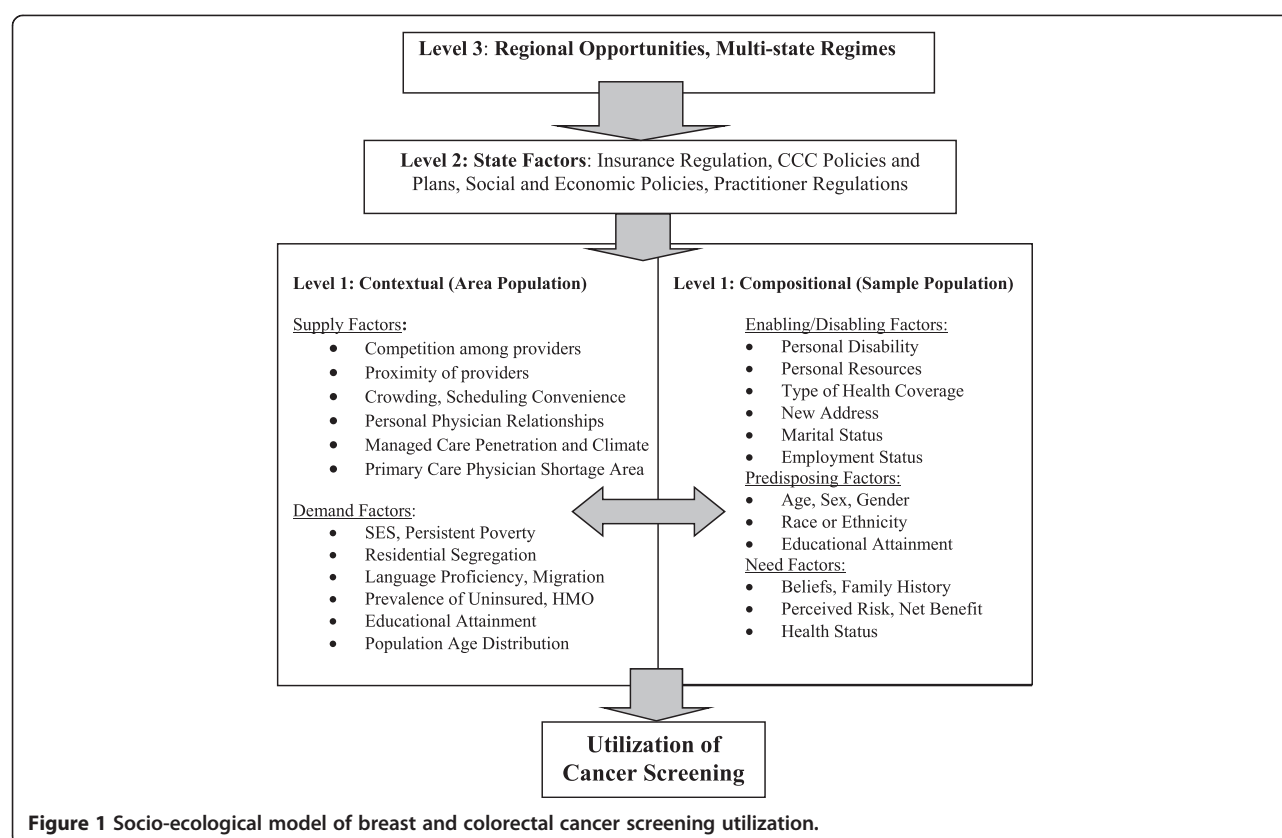 Level 3: Regional Opportunities, Multi-state Regimes
Level 2: State Factors: Insurance Regulation, CCC Policies and
Plans, Social and Economic Policies, Practitioner Regulations
Level 1: Contextual (Area Population)
Supply Factors:
• Competition among providers
• Proximity of providers
• Crowding, Scheduling Convenience
• Personal Physician Relationships
• Managed Care Penetration and Climate
• Primary Care Physician Shortage Area
Demand Factors:
• SES, Persistent Poverty
• Residential Segregation
• Language Proficiency, Migration
• Prevalence of Uninsured, HMO
• Educational Attainment
• Population Age Distribution
Level 1: Compositional (Sample Population)
Enabling/Disabling Factors:
• Personal Disability
• Personal Resources
• Type of Health Coverage
• New Address
• Marital Status
• Employment Status
Predisposing Factors:
• Age, Sex, Gender
• Race or Ethnicity
• Educational Attainment
Need Factors:
• Beliefs, Family History
• Perceived Risk, Net Benefit
• Health Status
Utilization of
Cancer Screening
Figure 1 Socio-ecological model of breast and colorectal cancer screening utilization.